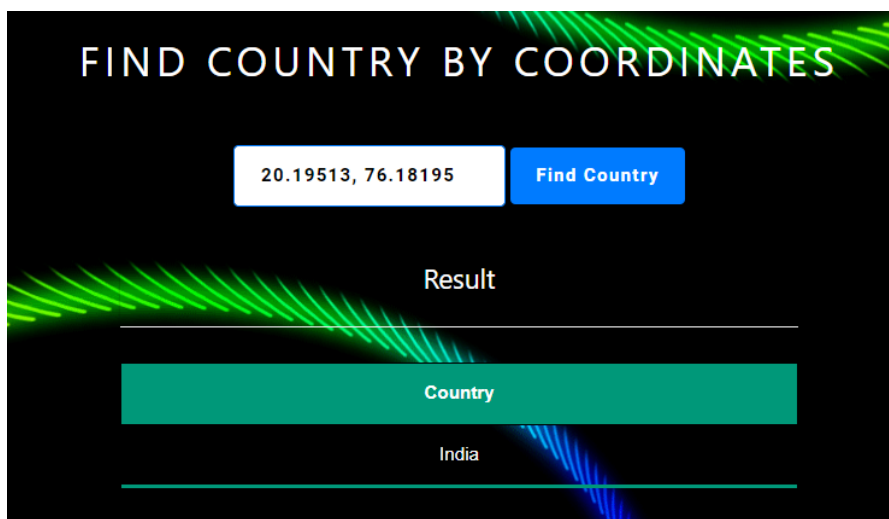 FIND COUNTRY BY COORDINATES
20.19513, 76.18195 Find Country
Result
Country
India